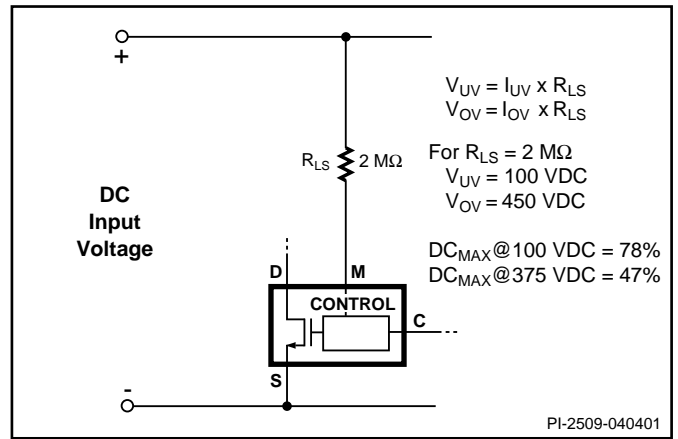 +
V_UV = I_UV x R_LS
V_OV = I_OV x R_LS
R_LS 2 MΩ
For R_LS = 2 MΩ
V_UV = 100 VDC
V_OV = 450 VDC
DC
Input
Voltage
DC_MAX@100 VDC = 78%
DC_MAX@375 VDC = 47%
D M
CONTROL
C
S
-
PI-2509-040401